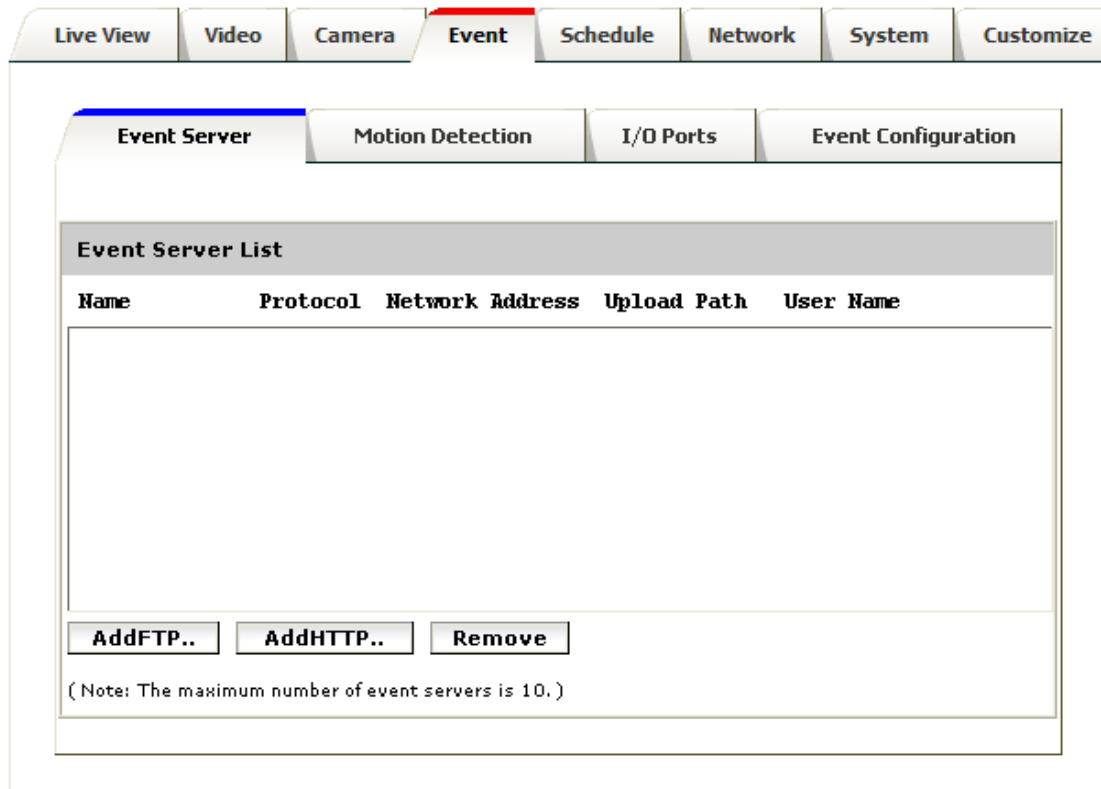 Live View Video Camera Event Schedule Network System Customize
Event Server Motion Detection I/O Ports Event Configuration
Event Server List
Name Protocol Network Address Upload Path User Name
AddFTP.. AddHTTP.. Remove
( Note: The maximum number of event servers is 10. )